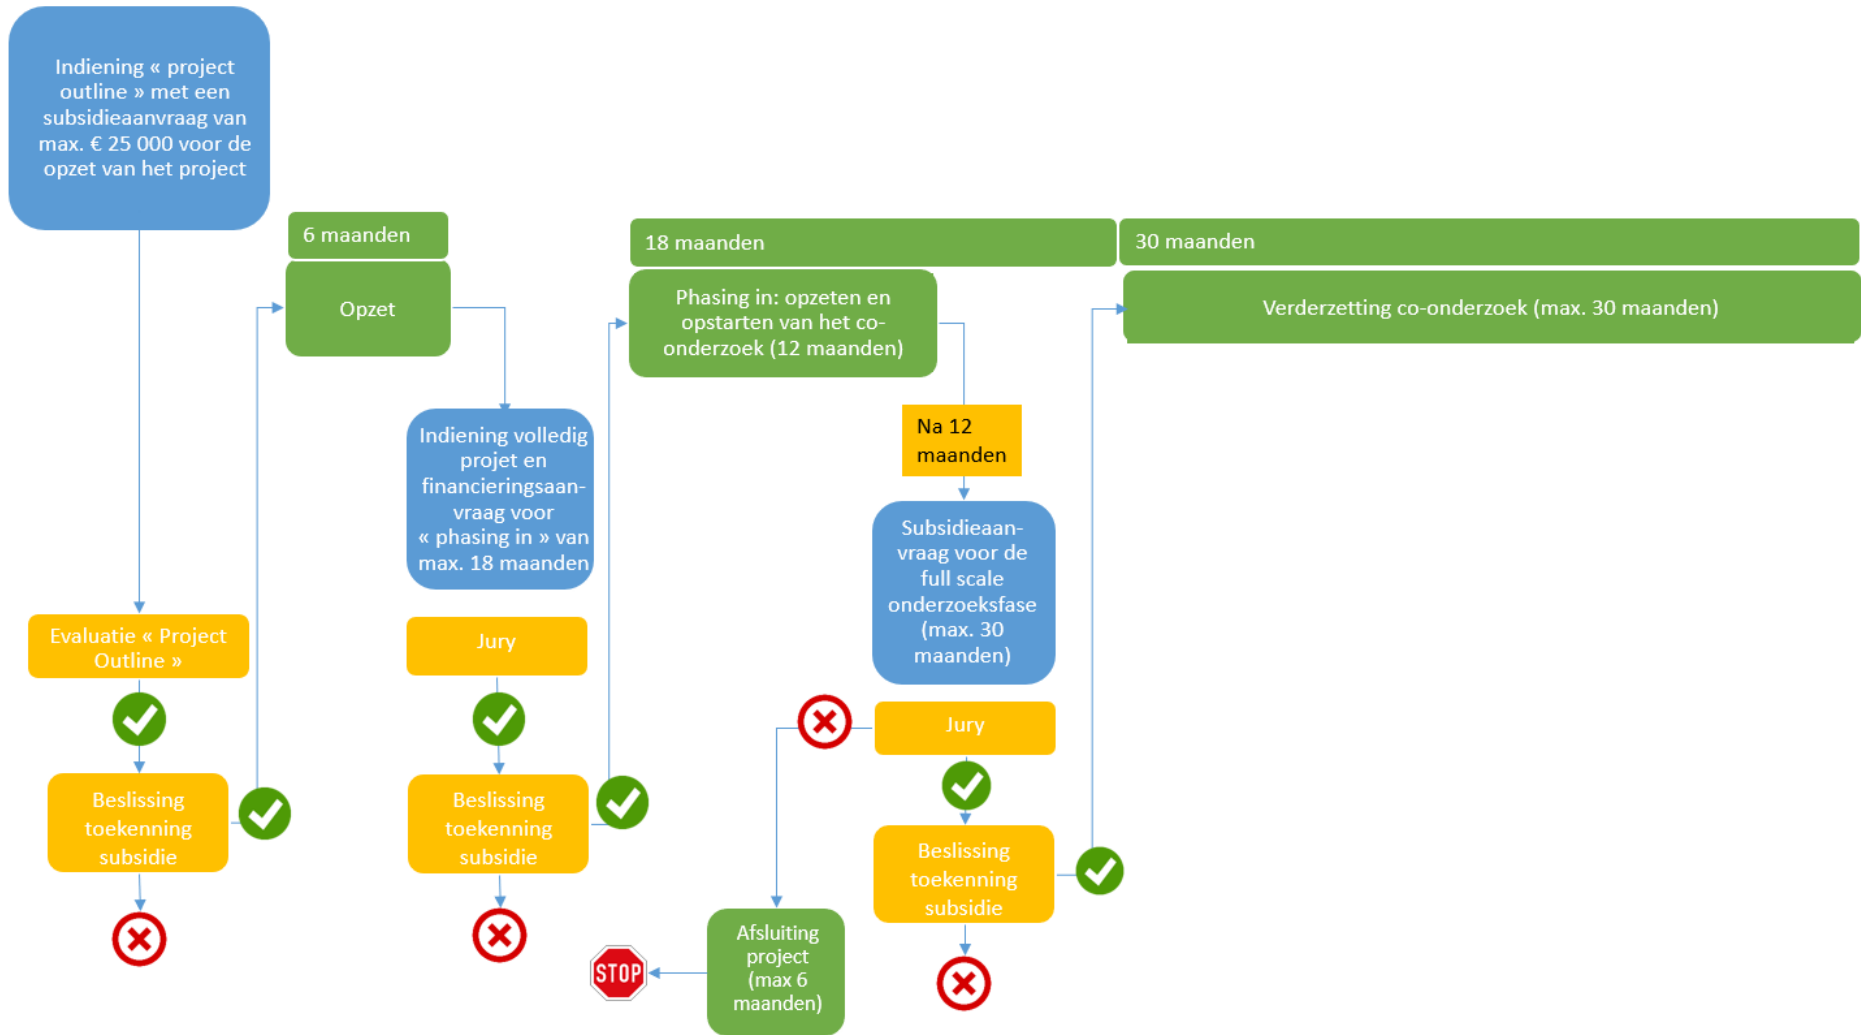 Indiening « project
outline » met een
subsidieaanvraag van
max. € 25 000 voor de
opzet van het project
6 maanden
Opzet
18 maanden
30 maanden
Phasing in: opzeten en
opstarten van het co-
onderzoek (12 maanden)
Verderzetting co-onderzoek (max. 30 maanden)
Indiening volledig
projet en
financieringsaan-
vraag voor
« phasing in » van
max. 18 maanden
Na 12
maanden
Subsidieaan-
vraag voor de
full scale
onderzoeksfase
(max. 30
maanden)
Evaluatie « Project
Outline »
Jury
Jury
Beslissing
toekenning
subsidie
Beslissing
toekenning
subsidie
Beslissing
toekenning
subsidie
Afsluiting
project
(max 6
maanden)
STOP